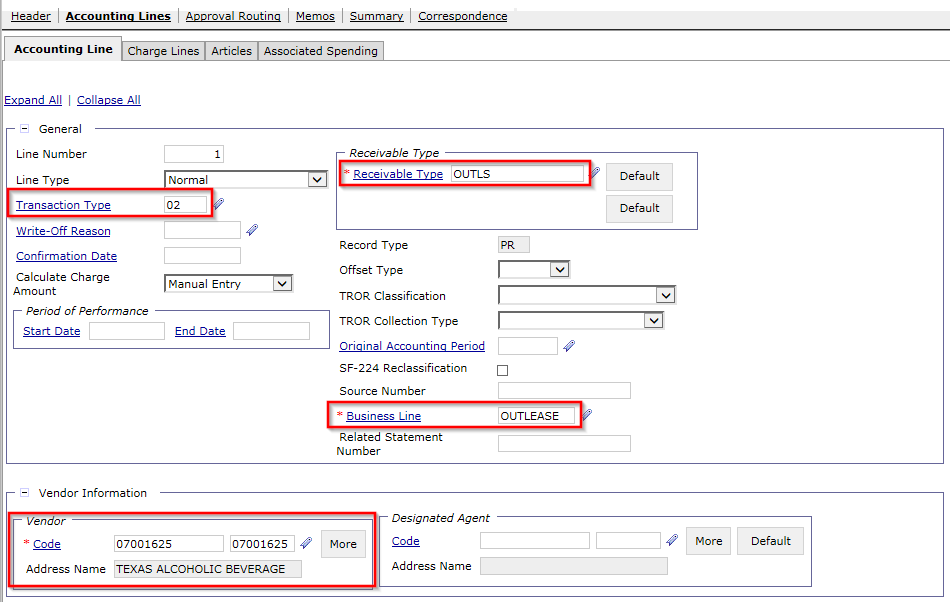 Header Accounting Lines Approval Routing Memos Summary Correspondence
Accounting Line Charge Lines Articles Associated Spending
Expand All | Collapse All
General
Line Number 1
Line Type Normal
Transaction Type 02
Write-Off Reason
Confirmation Date
Calculate Charge
Amount
Manual Entry
Period of Performance
Start Date End Date
Receivable Type
* Receivable Type OUTLS Default
Default
Record Type PR
Offset Type
TROR Classification
TROR Collection Type
Original Accounting Period
SF-224 Reclassification
Source Number
* Business Line OUTLEASE
Related Statement
Number
Vendor Information
Vendor
* Code 07001625 07001625 More
Address Name TEXAS ALCOHOLIC BEVERAGE
Designated Agent
Code More Default
Address Name